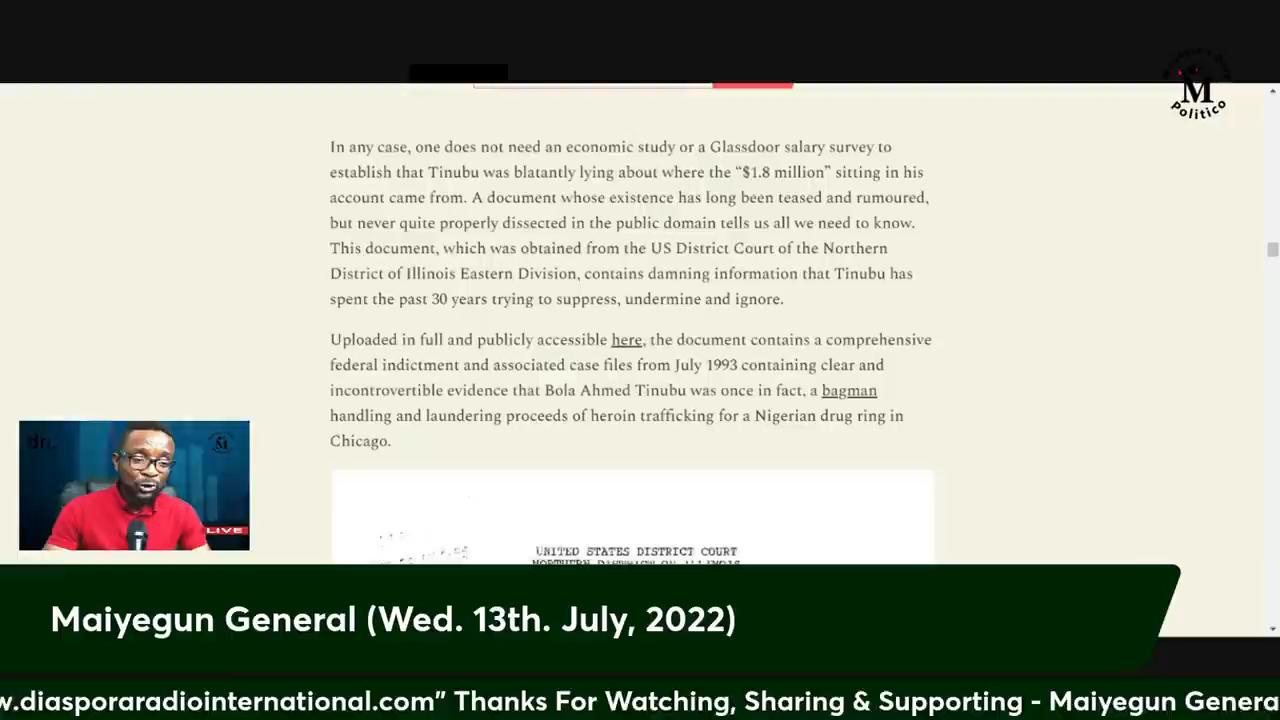 M
Politico
In any case, one does not need an economic study or a Glassdoor salary survey to
establish that Tinubu was blatantly lying about where the “$1.8 million” sitting in his
account came from. A document whose existence has long been teased and rumoured,
but never quite properly dissected in the public domain tells us all we need to know.
This document, which was obtained from the US District Court of the Northern
District of Illinois Eastern Division, contains damning information that Tinubu has
spent the past 30 years trying to suppress, undermine and ignore.
Uploaded in full and publicly accessible here, the document contains a comprehensive
federal indictment and associated case files from July 1993 containing clear and
incontrovertible evidence that Bola Ahmed Tinubu was once in fact, a bagman
handling and laundering proceeds of heroin trafficking for a Nigerian drug ring in
Chicago.
LIVE
UNITED STATES DISTRICT COURT
Maiyegun General (Wed. 13th. July, 2022)
w.diasporaradiointernational.com” Thanks For Watching, Sharing & Supporting - Maiyegun Genera